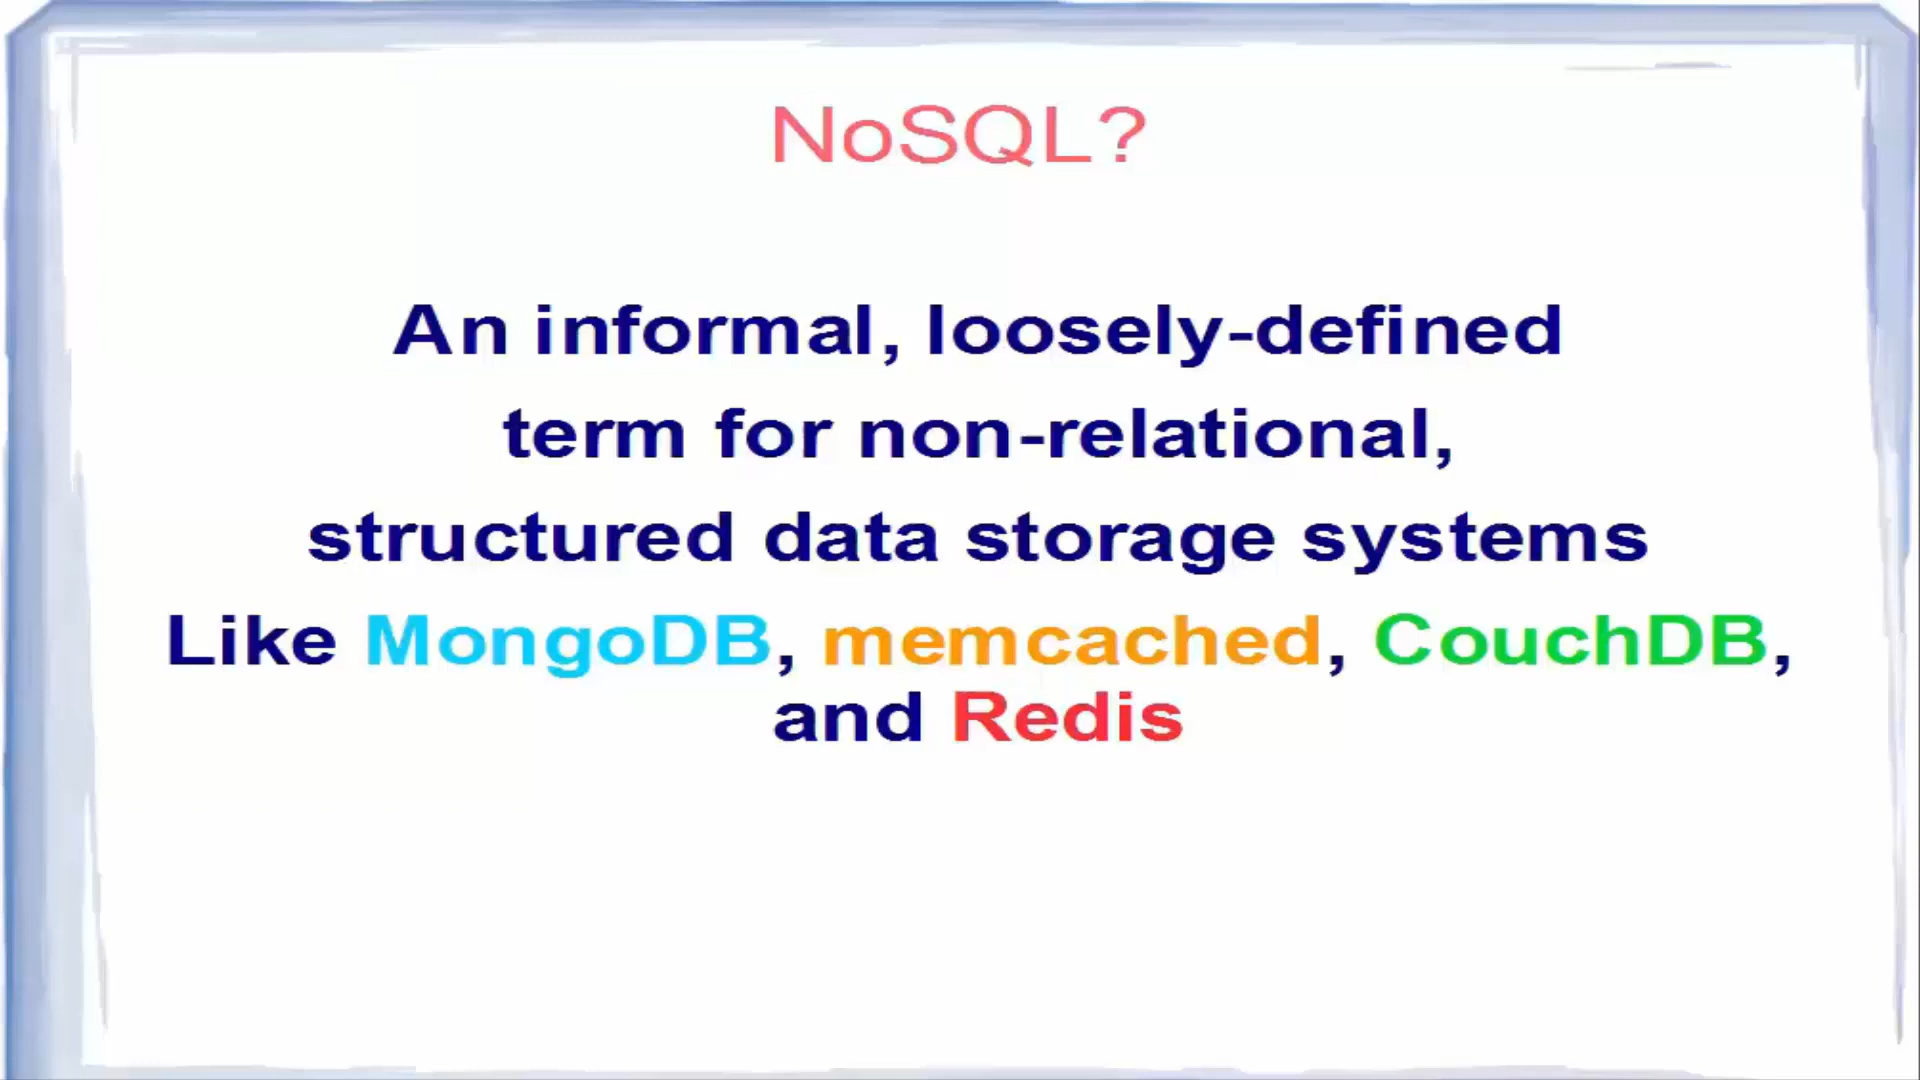 NoSQL?
An informal, loosely-defined
term for non-relational,
structured data storage systems
Like MongoDB, memcached, CouchDB,
and Redis